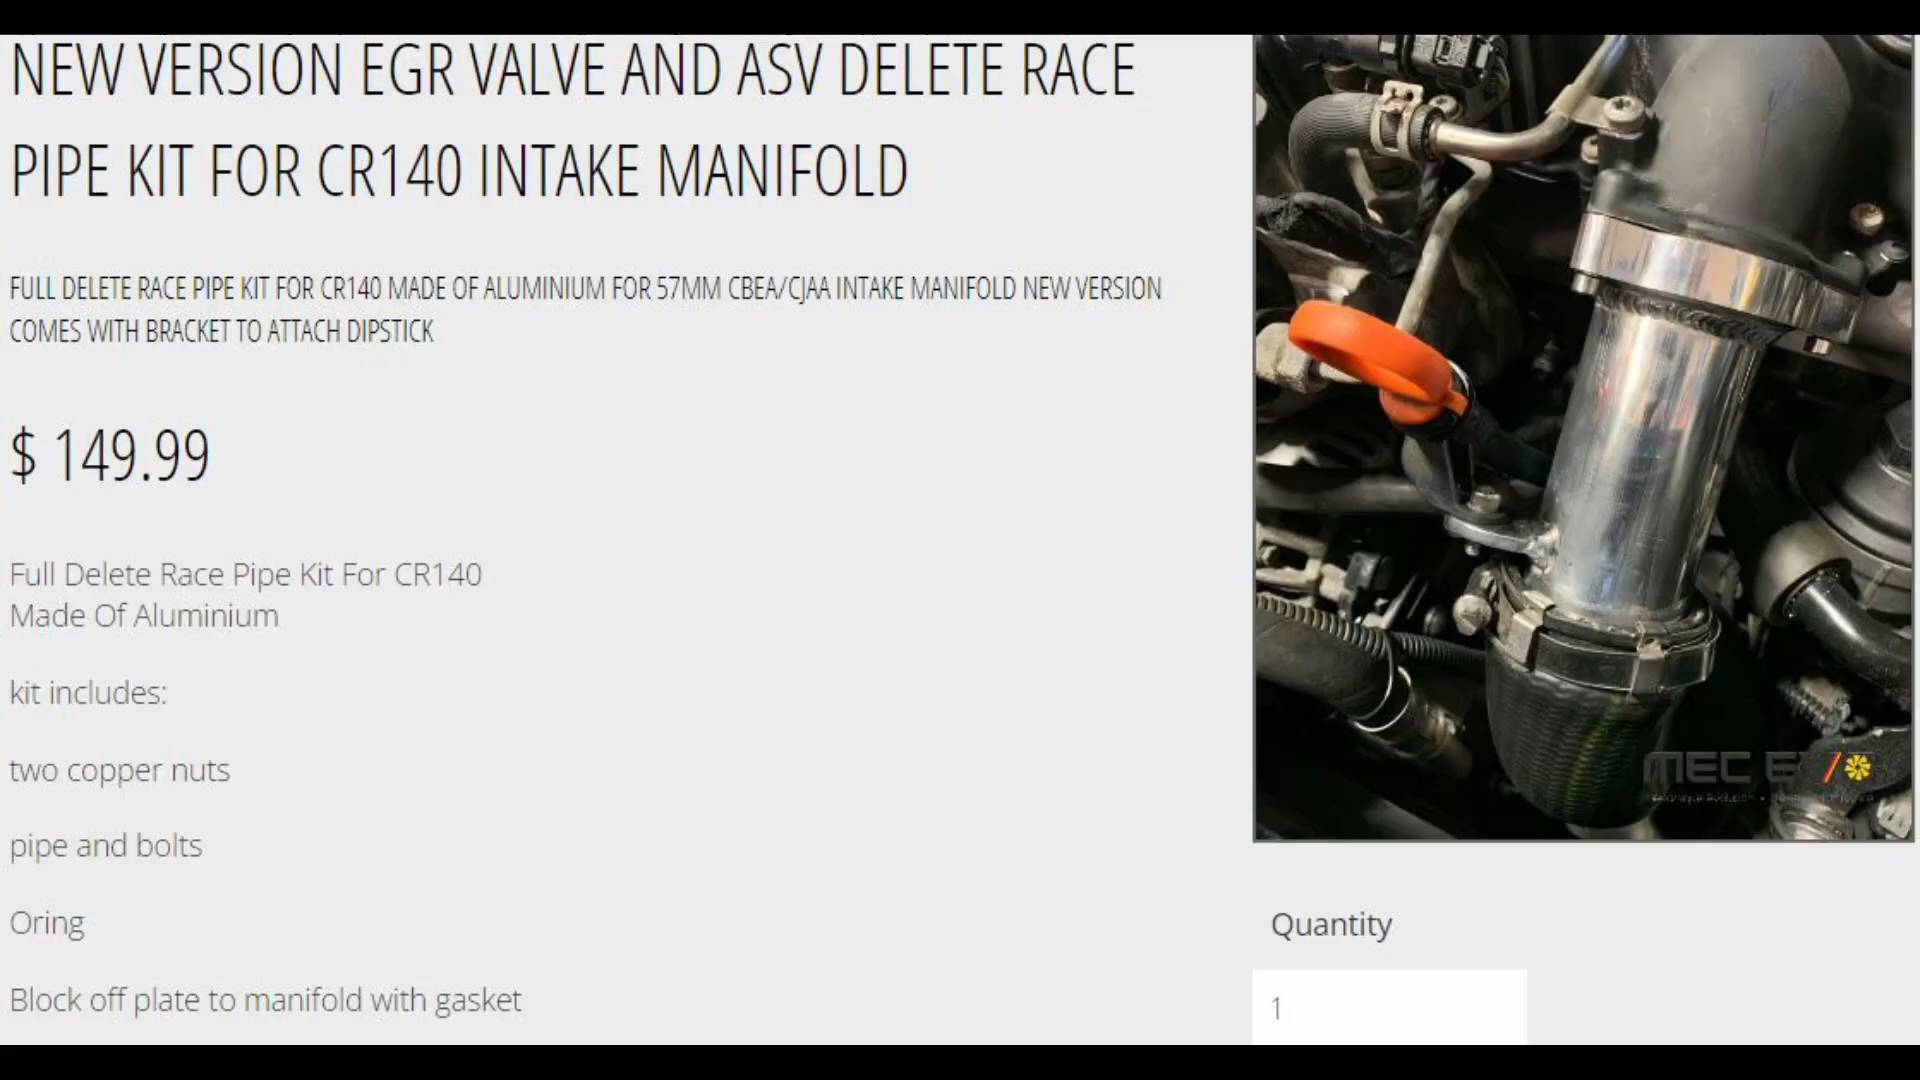 NEW VERSION EGR VALVE AND ASV DELETE RACE
PIPE KIT FOR CR140 INTAKE MANIFOLD
FULL DELETE RACE PIPE KIT FOR CR140 MADE OF ALUMINIUM FOR 57MM CBEA/CJAA INTAKE MANIFOLD NEW VERSION
COMES WITH BRACKET TO ATTACH DIPSTICK
$ 149.99
Full Delete Race Pipe Kit For CR140
Made Of Aluminium
kit includes:
two copper nuts
pipe and bolts
Oring
Block off plate to manifold with gasket
MEC
Quantity
1